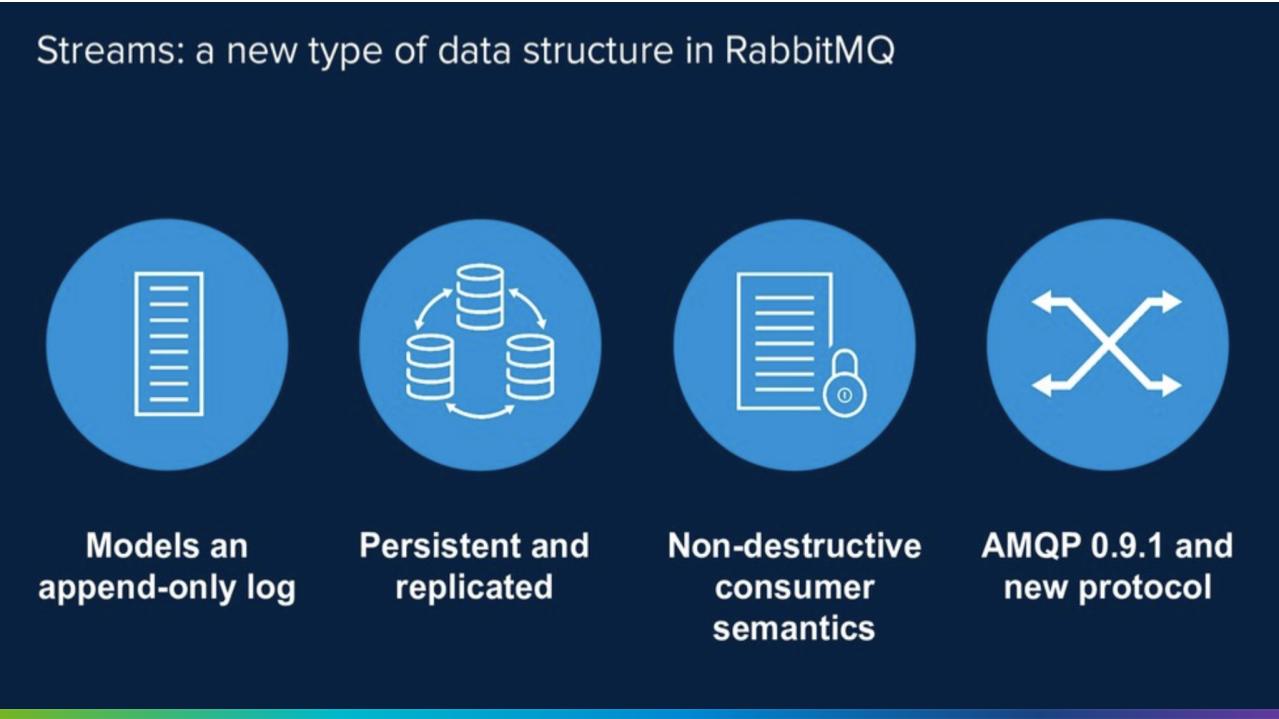 Streams: a new type of data structure in RabbitMQ
Models an
append-only log
Persistent and
replicated
Non-destructive
consumer
semantics
AMQP 0.9.1 and
new protocol